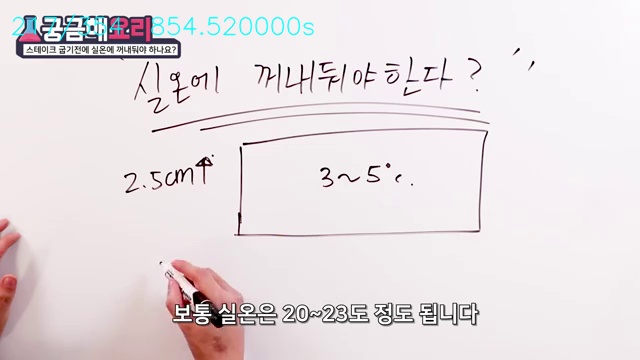 854.520000s
궁금해요리
스테이크 굽기전에 실온에 꺼내둬야 하나요?
실온에 꺼내둬야한다?
2.5cm↑
3~5℃.
보통 실온은 20~23도 정도 됩니다